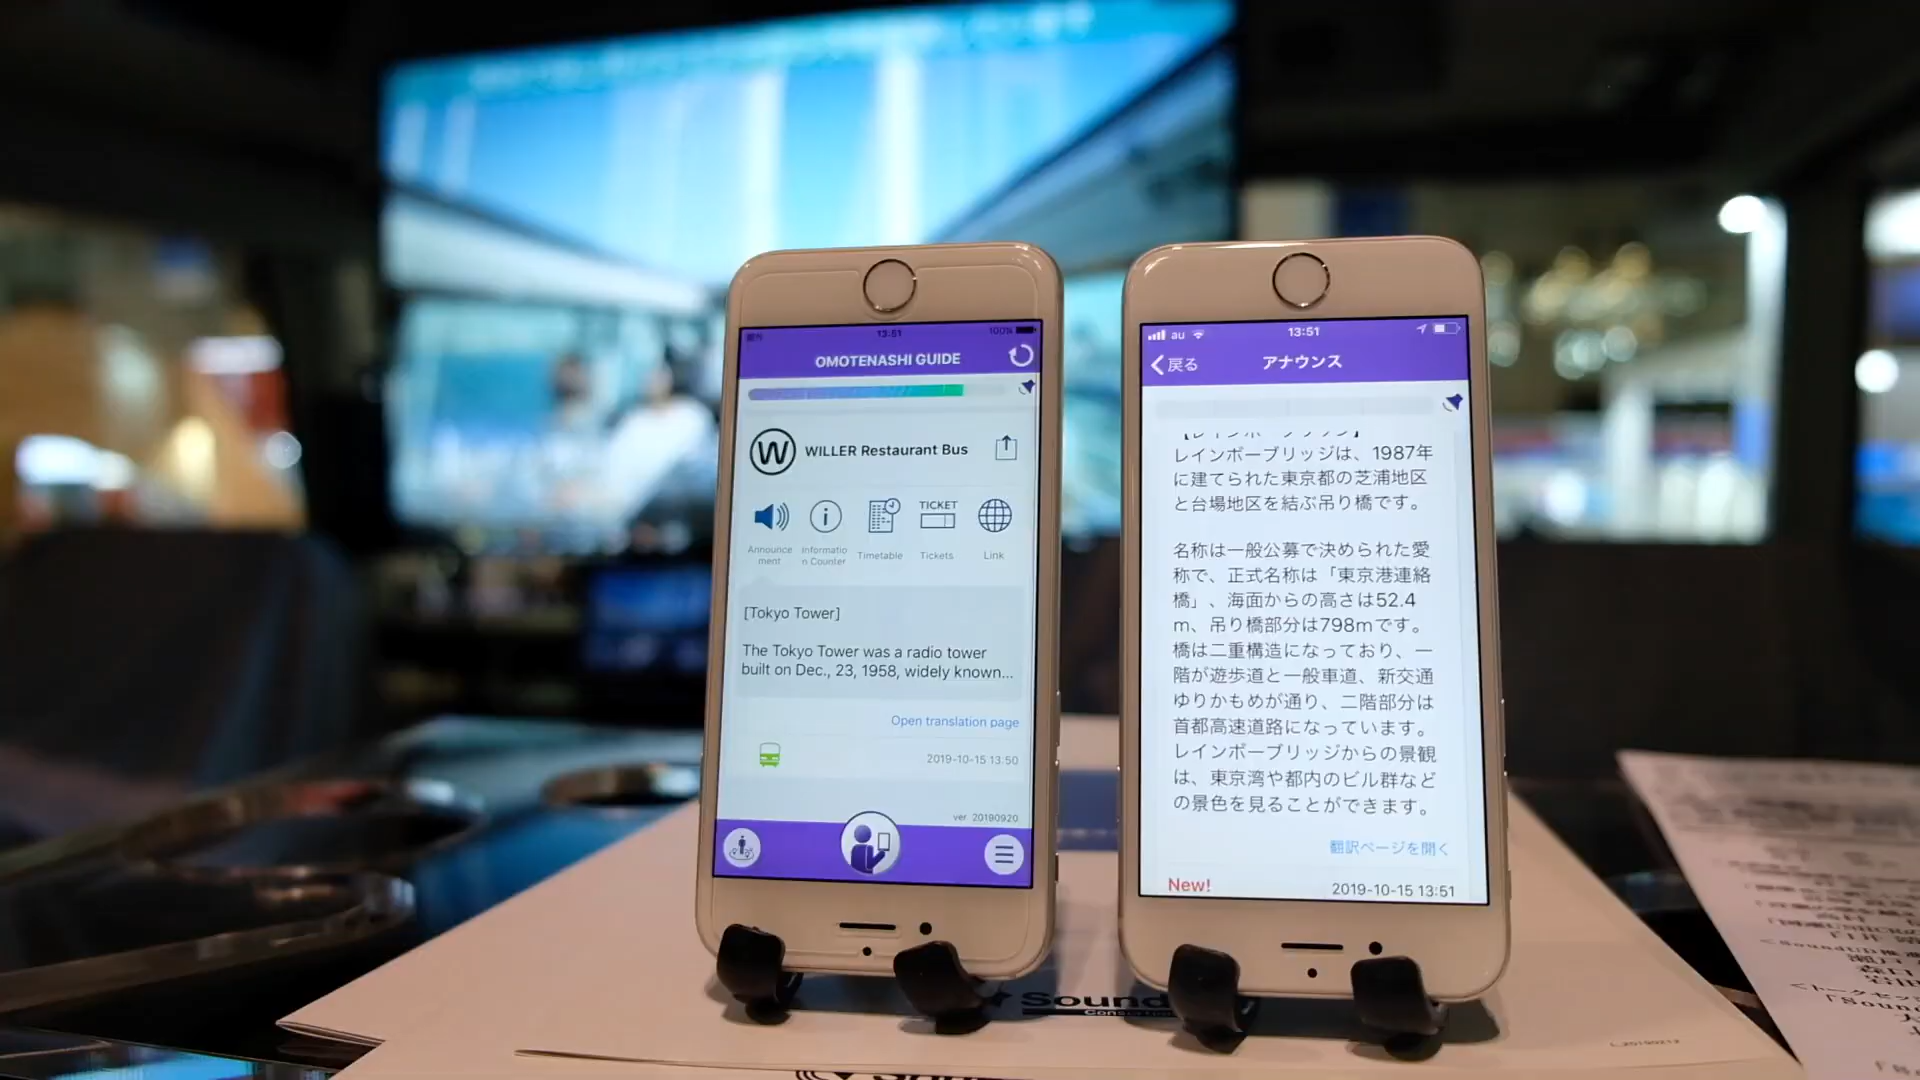 13:51
100%
OMOTENASHI GUIDE
W
WILLER Restaurant Bus
TICKET
Announce
ment
Informatio
n Counter
Timetable
Tickets
Link
[Tokyo Tower]
The Tokyo Tower was a radio tower
built on Dec., 23, 1958, widely known...
Open translation page
2019-10-15 13:50
ver. 20190920
au
13:51
戻る
アナウンス
【レインボーブリッジ】
レインボーブリッジは、1987年
に建てられた東京都の芝浦地区
と台場地区を結ぶ吊り橋です。
名称は一般公募で決められた愛
称で、正式名称は「東京港連絡
橋」、海面からの高さは52.4
m、吊り橋部分は798mです。
橋は二重構造になっており、一
階が遊歩道と一般車道、新交通
ゆりかもめが通り、二階部分は
首都高速道路になっています。
レインボーブリッジからの景観
は、東京湾や都内のビル群など
の景色を見ることができます。
翻訳ページを開く
New!
2019-10-15 13:51
Sound